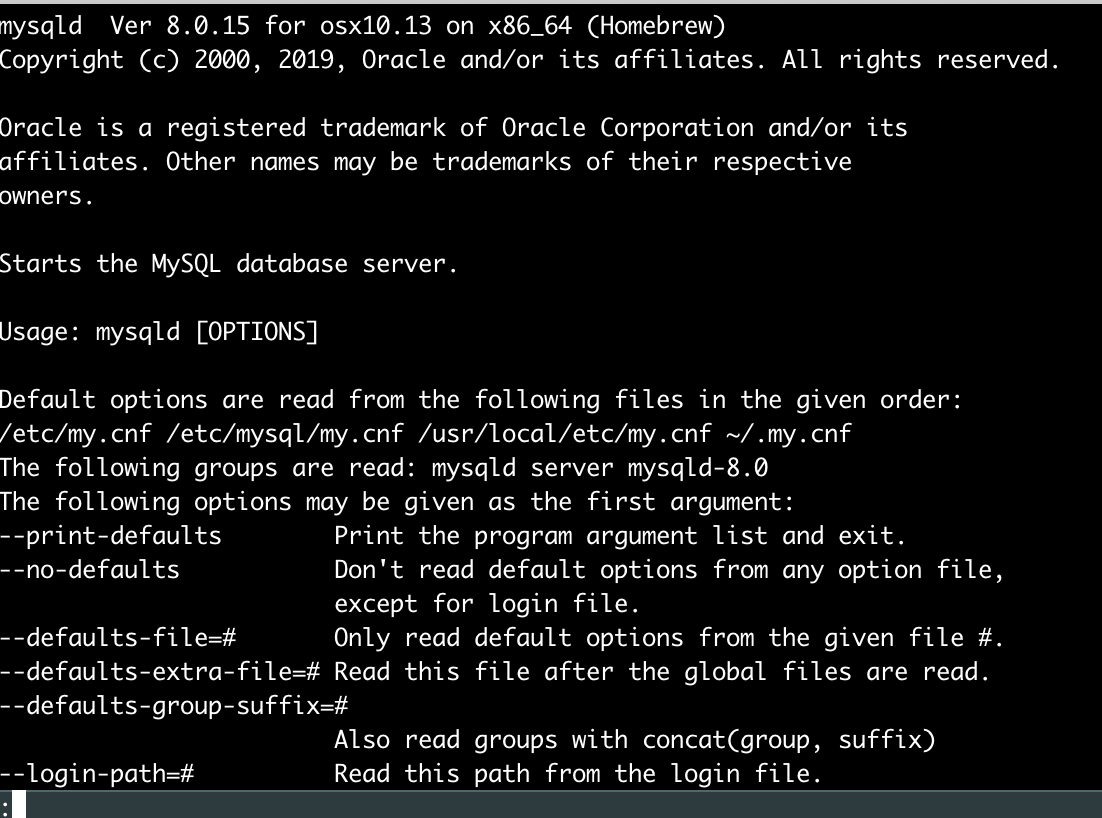 mysqld  Ver 8.0.15 for osx10.13 on x86_64 (Homebrew)
Copyright (c) 2000, 2019, Oracle and/or its affiliates. All rights reserved.

Oracle is a registered trademark of Oracle Corporation and/or its
affiliates. Other names may be trademarks of their respective
owners.

Starts the MySQL database server.

Usage: mysqld [OPTIONS]

Default options are read from the following files in the given order:
/etc/my.cnf /etc/mysql/my.cnf /usr/local/etc/my.cnf ~/.my.cnf
The following groups are read: mysqld server mysqld-8.0
The following options may be given as the first argument:
--print-defaults        Print the program argument list and exit.
--no-defaults           Don't read default options from any option file,
                        except for login file.
--defaults-file=#       Only read default options from the given file #.
--defaults-extra-file=# Read this file after the global files are read.
--defaults-group-suffix=#
                        Also read groups with concat(group, suffix)
--login-path=#          Read this path from the login file.
: